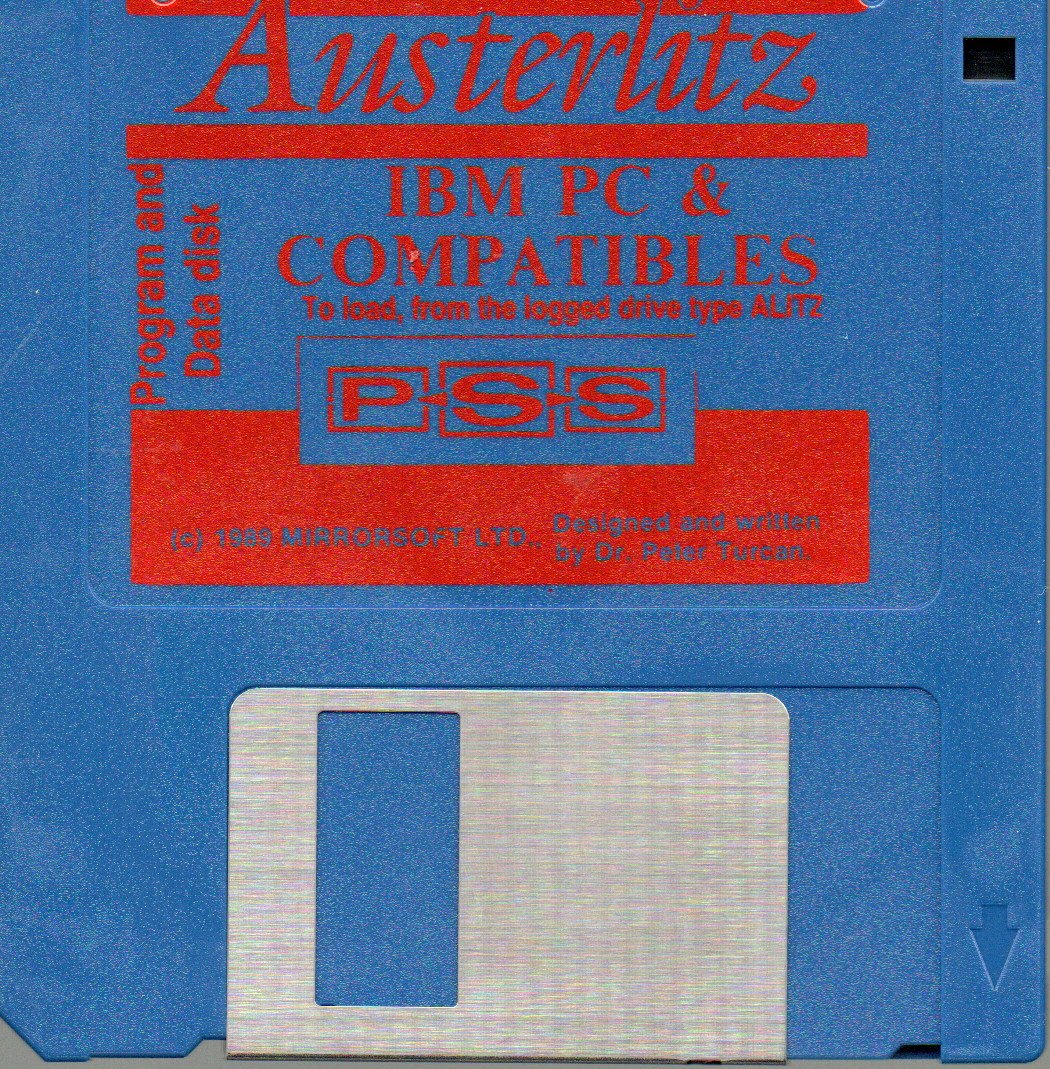 Austerlitz
IBM PC &
COMPATIBLES
To load, from the logged drive type ALITZ
Program and
Data disk
P-S-S
(c) 1989 MIRRORSOFT LTD.,
Designed and written
by Dr, Peter Turcan.